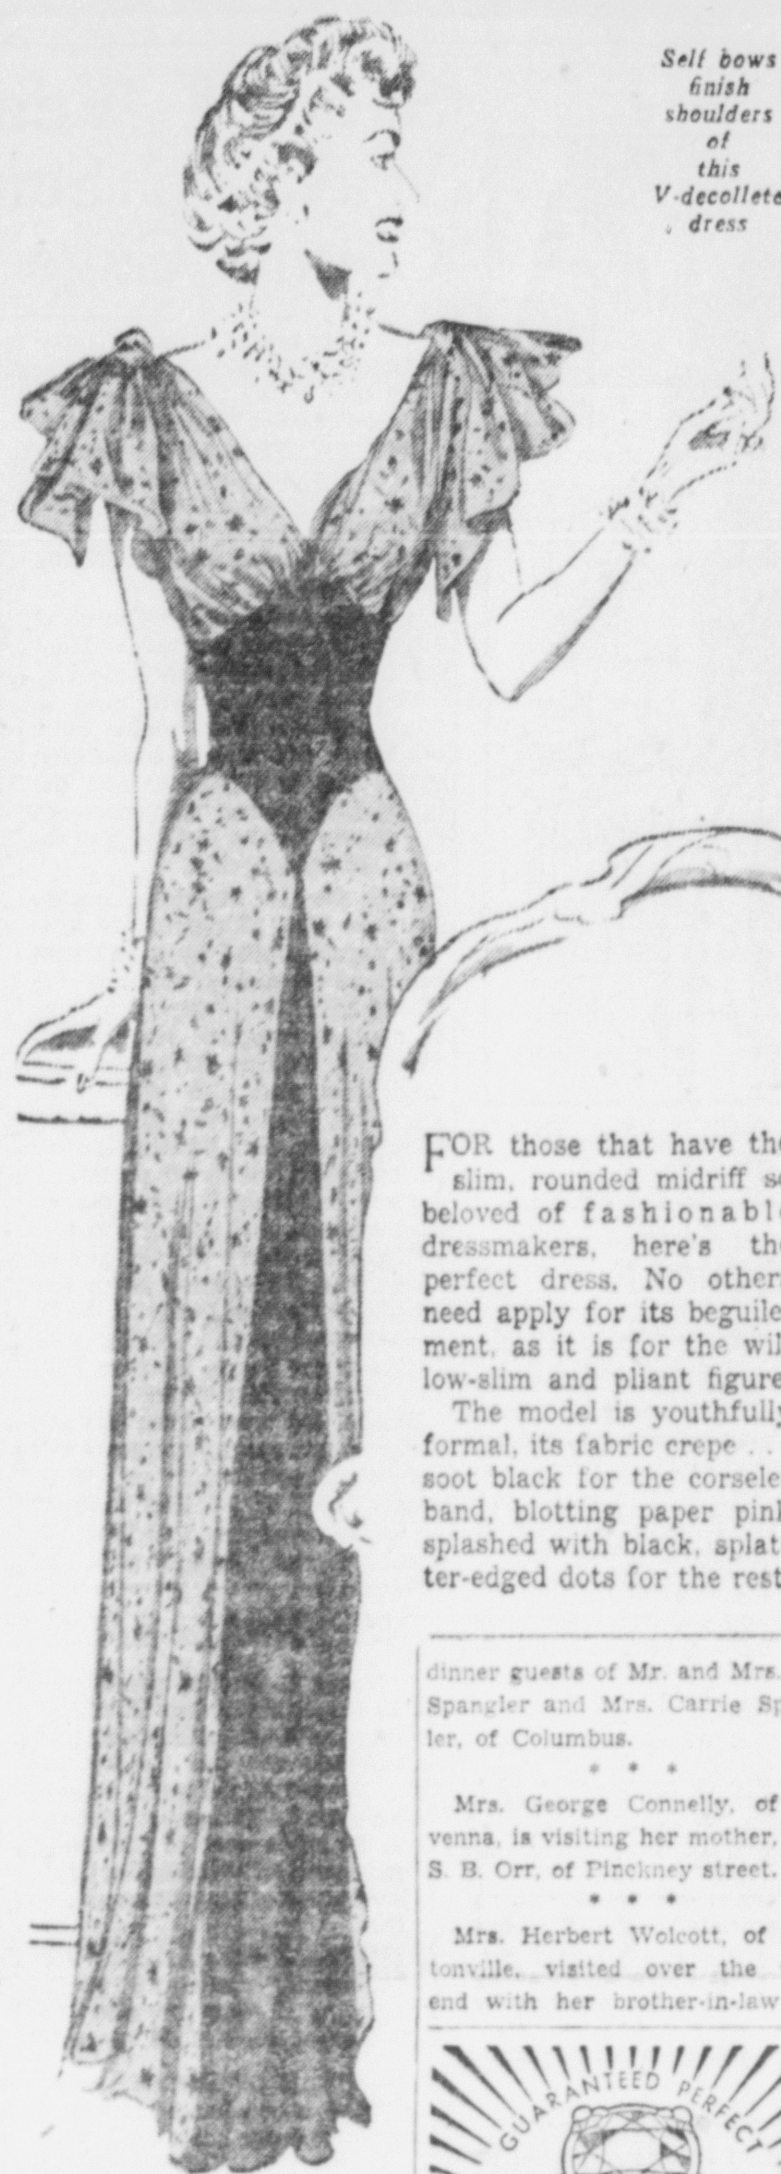 Self bows
finish
shoulders
of
this
V-decollete
dress
FOR those that have the
slim, rounded midriff so
beloved of fashionable
dressmakers, here's the
perfect dress. No other
need apply for its beguile
ment, as it is for the wil
low-slim and pliant figure
The model is youthfully
formal, its fabric crepe . .
soot black for the corsele
band, blotting paper pink
splashed with black, splat
ter-edged dots for the rest
dinner guests of Mr. and Mrs.
Spangler and Mrs. Carrie Sp
ler, of Columbus.
* * *
Mrs. George Connelly, of
venna, is visiting her mother,
S. B. Orr, of Pinckney street.
* * *
Mrs. Herbert Wolcott, of
tonville, visited over the
end with her brother-in-law
GUARANTEED PERFECT